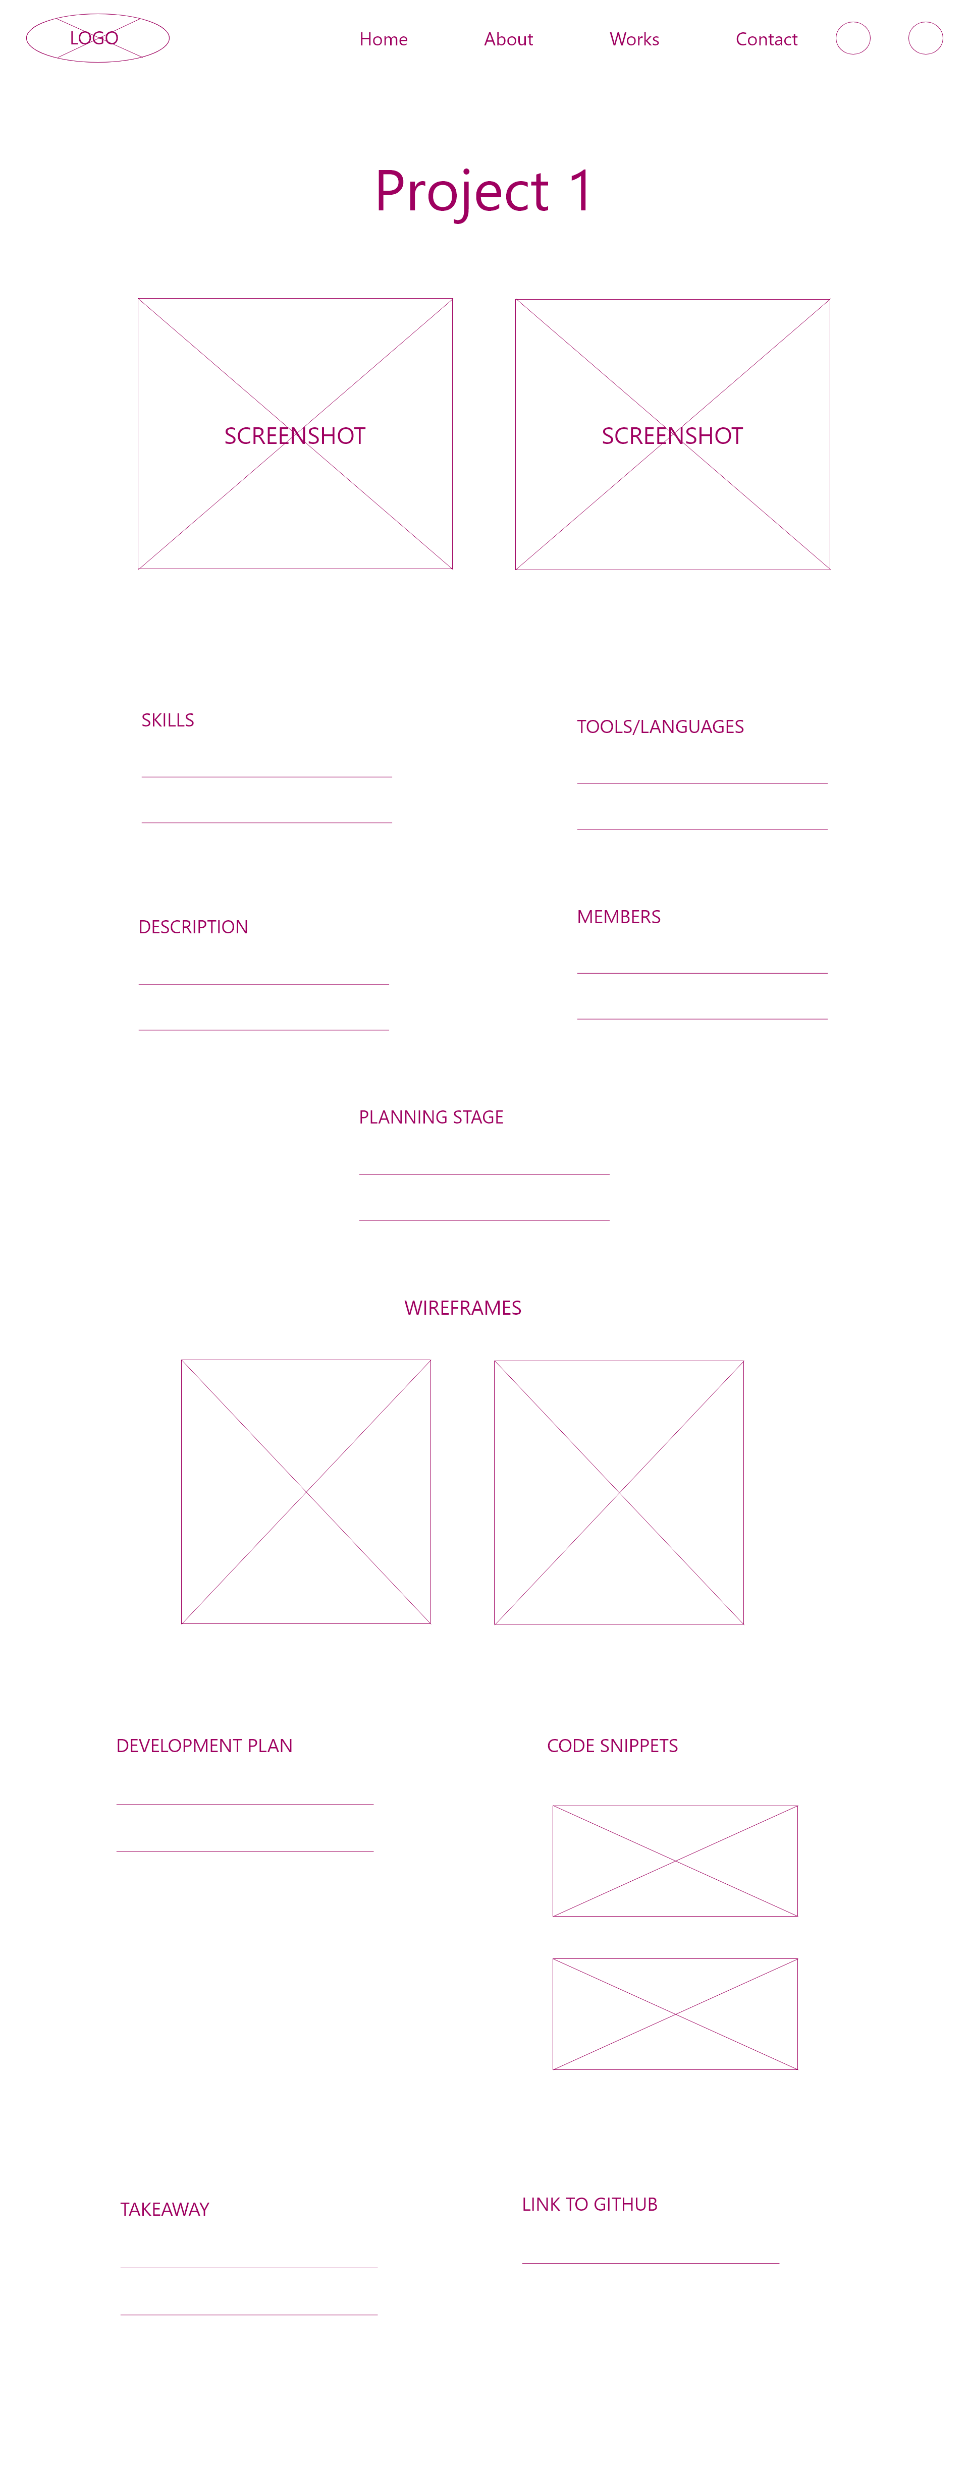 LOGO
Home About Works Contact
Project 1
SCREENSHOT SCREENSHOT
SKILLS
TOOLS/LANGUAGES
DESCRIPTION
MEMBERS
PLANNING STAGE
WIREFRAMES
DEVELOPMENT PLAN
CODE SNIPPETS
TAKEAWAY
LINK TO GITHUB